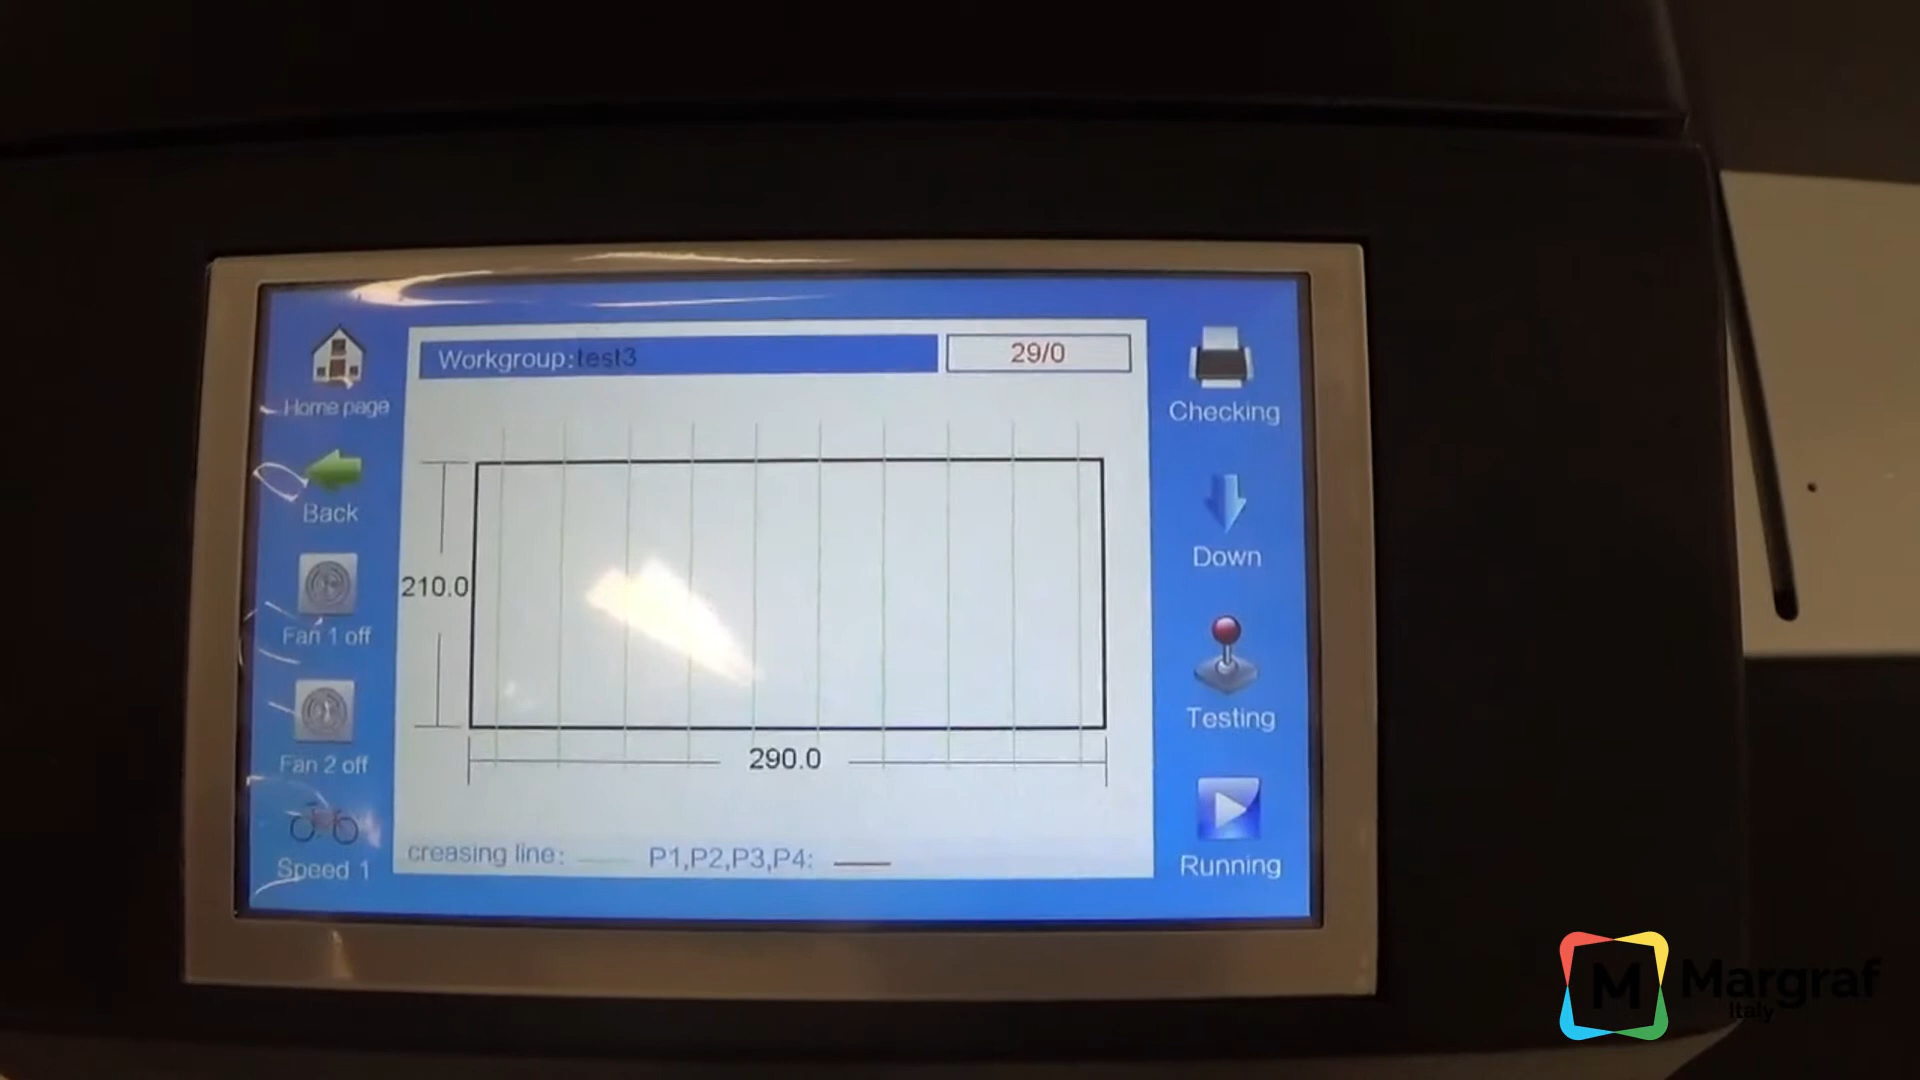 Workgroup:test3
29/0
Home page
Back
Fan 1 off
Fan 2 off
Speed 1
210.0
290.0
creasing line:
P1,P2,P3,P4:
Checking
Down
Testing
Running
M
Margraf
Italy